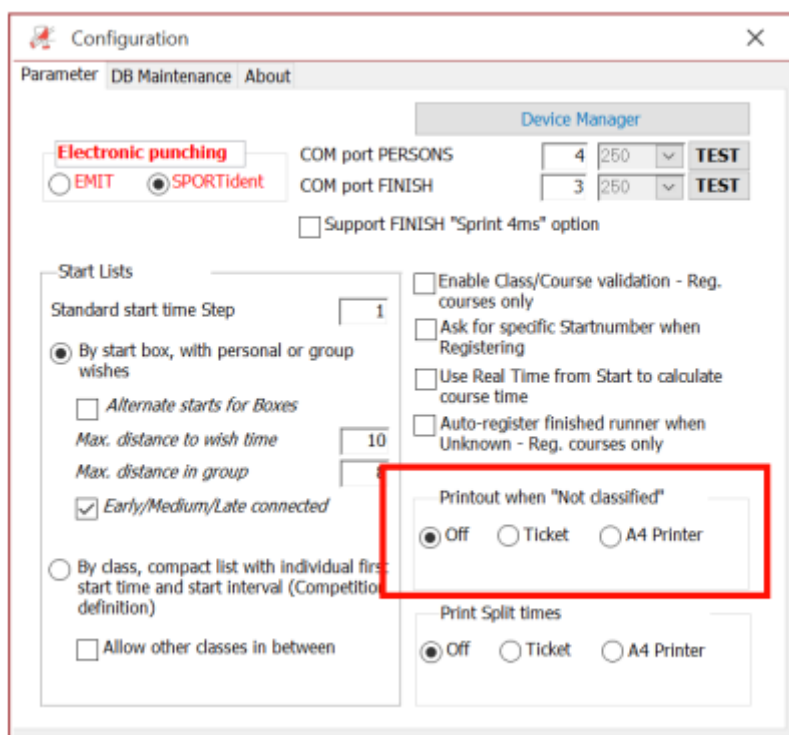 Configuration
Parameter DB Maintenance About
Device Manager
Electronic punching
EMIT SPORTident
COM port PERSONS 4 250 TEST
COM port FINISH 3 250 TEST
Support FINISH "Sprint 4ms" option
Start Lists
Standard start time Step 1
By start box, with personal or group
wishes
Alternate starts for Boxes
Max. distance to wish time 10
Max. distance in group 8
Early/Medium/Late connected
By class, compact list with individual first
start time and start interval (Competition
definition)
Allow other classes in between
Enable Class/Course validation - Reg.
courses only
Ask for specific Startnumber when
Registering
Use Real Time from Start to calculate
course time
Auto-register finished runner when
Unknown - Reg. courses only
Printout when "Not classified"
Off Ticket A4 Printer
Print Split times
Off Ticket A4 Printer